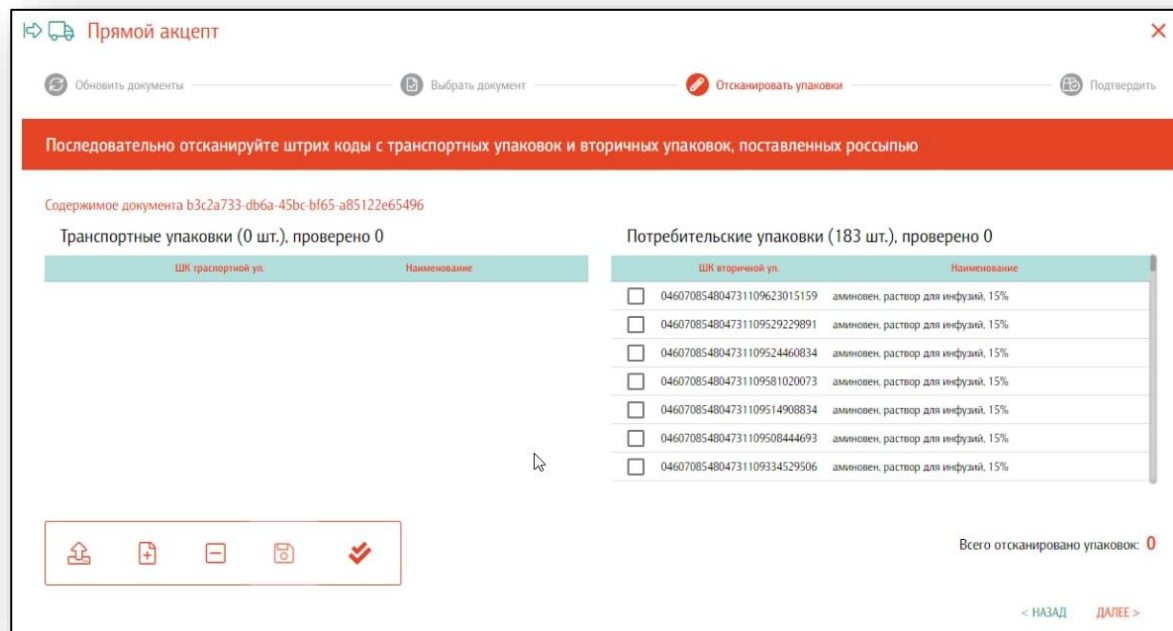 Прямой акцепт
Обновить документы
Выбрать документ
Отсканировать упаковки
Подтвердить
Последовательно отсканируйте штрих коды с транспортных упаковок и вторичных упаковок, поставленных россыпью
Содержимое документа b3c2a733-db6a-45bc-bf65-a85122e65496
Транспортные упаковки (0 шт.), проверено 0
ШК траспортной уп. Наименование
Потребительские упаковки (183 шт.), проверено 0
ШК вторичной уп. Наименование
046070854804731109623015159 аминовен, раствор для инфузий, 15%
046070854804731109529229891 аминовен, раствор для инфузий, 15%
046070854804731109524460834 аминовен, раствор для инфузий, 15%
046070854804731109581020073 аминовен, раствор для инфузий, 15%
046070854804731109514908834 аминовен, раствор для инфузий, 15%
046070854804731109508444693 аминовен, раствор для инфузий, 15%
046070854804731109334529506 аминовен, раствор для инфузий, 15%
Всего отсканировано упаковок: 0
< НАЗАД ДАЛЕЕ >